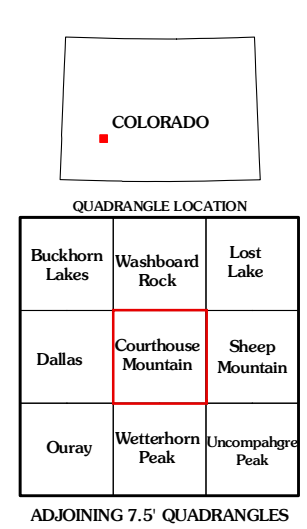 COLORADO
QUADRANGLE LOCATION
Buckhorn
Lakes
Washboard
Rock
Lost
Lake
Dallas
Courthouse
Mountain
Sheep
Mountain
Ouray
Wetterhorn
Peak
Uncompahgre
Peak
ADJOINING 7.5' QUADRANGLES